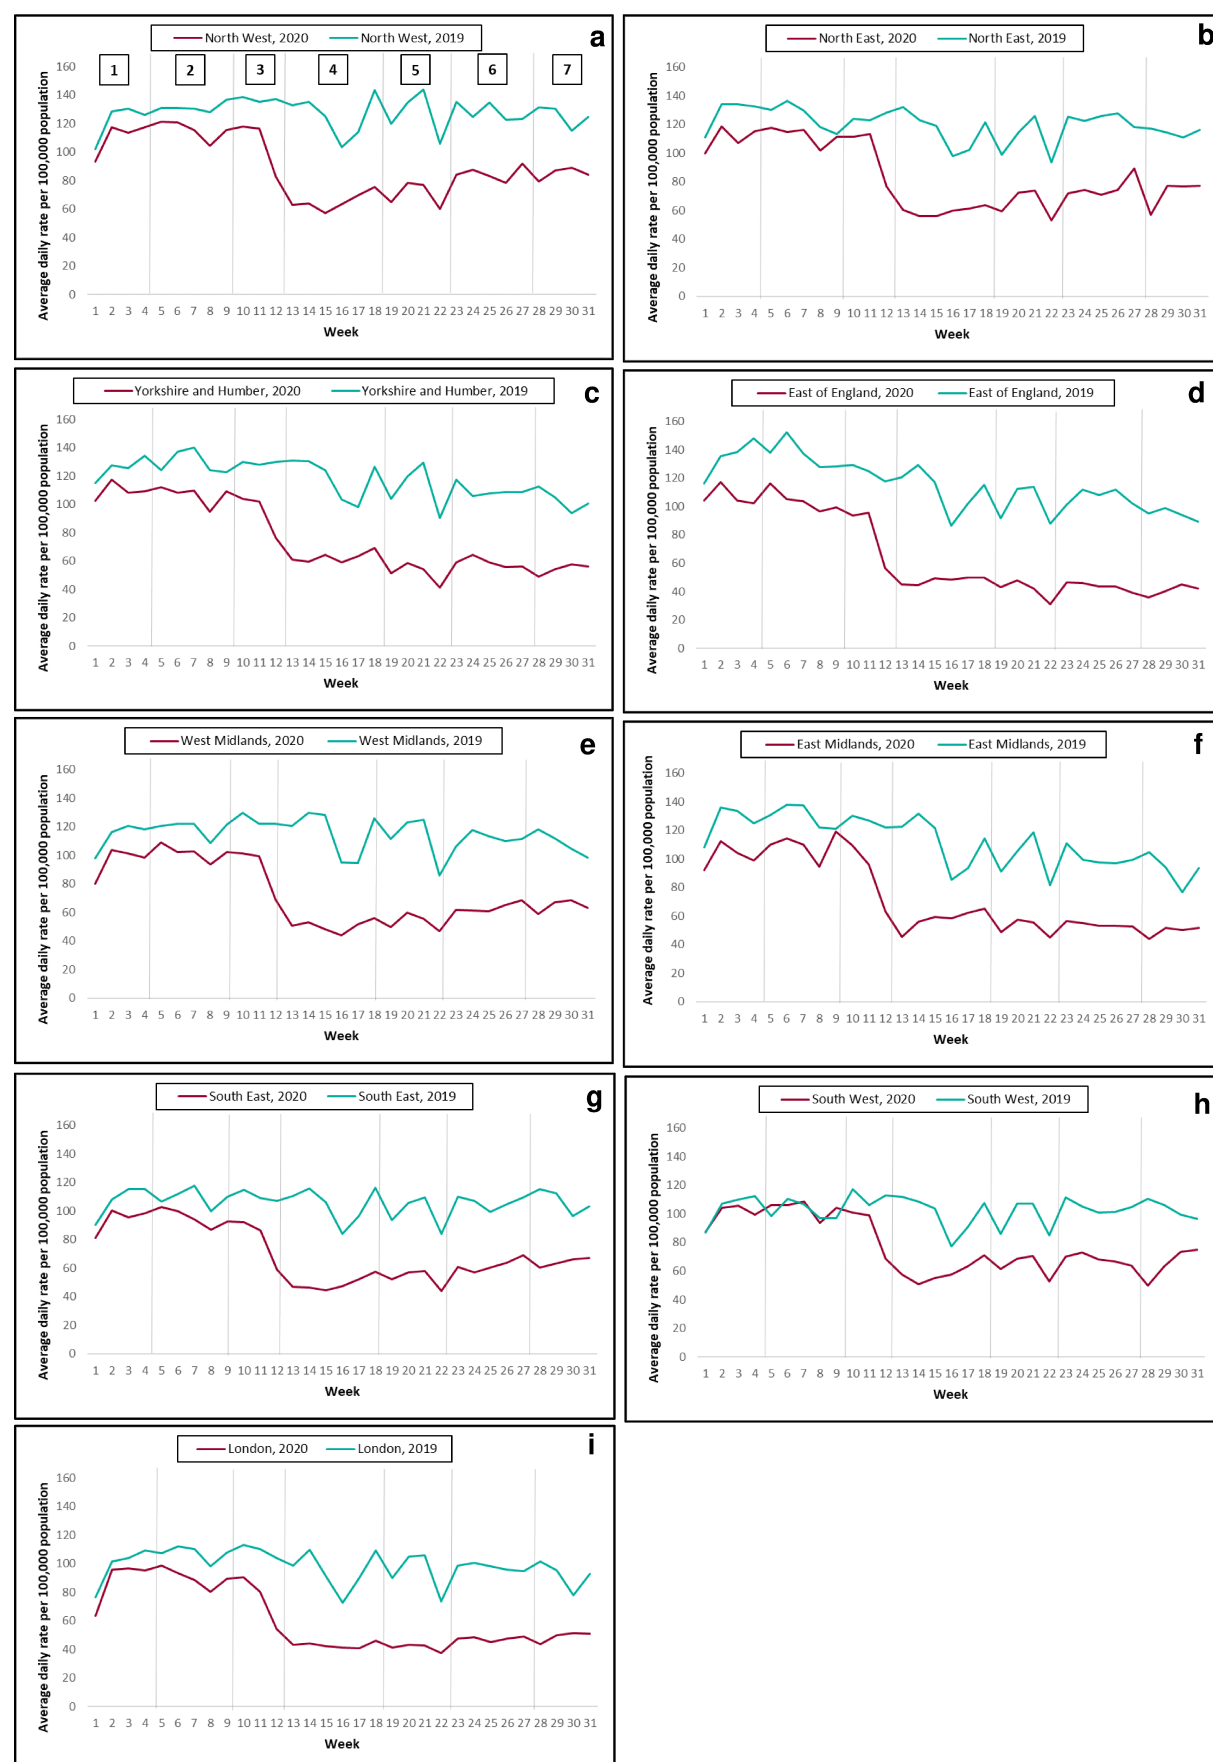 North West, 2020 North West, 2019 a
160 1 2 3 4 5 6 7
140
120
100
80
60
40
20
0
Average daily rate per 100,000 population
1 2 3 4 5 6 7 8 9 10 11 12 13 14 15 16 17 18 19 20 21 22 23 24 25 26 27 28 29 30 31
Week
North East, 2020 North East, 2019 b
160
140
120
100
80
60
40
20
0
Average daily rate per 100,000 population
1 2 3 4 5 6 7 8 9 10 11 12 13 14 15 16 17 18 19 20 21 22 23 24 25 26 27 28 29 30 31
Week
Yorkshire and Humber, 2020 Yorkshire and Humber, 2019 c
160
140
120
100
80
60
40
20
0
Average daily rate per 100,000 population
1 2 3 4 5 6 7 8 9 10 11 12 13 14 15 16 17 18 19 20 21 22 23 24 25 26 27 28 29 30 31
Week
East of England, 2020 East of England, 2019 d
160
140
120
100
80
60
40
20
0
Average daily rate per 100,000 population
1 2 3 4 5 6 7 8 9 10 11 12 13 14 15 16 17 18 19 20 21 22 23 24 25 26 27 28 29 30 31
Week
West Midlands, 2020 West Midlands, 2019 e
160
140
120
100
80
60
40
20
0
Average daily rate per 100,000 population
1 2 3 4 5 6 7 8 9 10 11 12 13 14 15 16 17 18 19 20 21 22 23 24 25 26 27 28 29 30 31
Week
East Midlands, 2020 East Midlands, 2019 f
160
140
120
100
80
60
40
20
0
Average daily rate per 100,000 population
1 2 3 4 5 6 7 8 9 10 11 12 13 14 15 16 17 18 19 20 21 22 23 24 25 26 27 28 29 30 31
Week
South East, 2020 South East, 2019 g
160
140
120
100
80
60
40
20
0
Average daily rate per 100,000 population
1 2 3 4 5 6 7 8 9 10 11 12 13 14 15 16 17 18 19 20 21 22 23 24 25 26 27 28 29 30 31
Week
South West, 2020 South West, 2019 h
160
140
120
100
80
60
40
20
0
Average daily rate per 100,000 population
1 2 3 4 5 6 7 8 9 10 11 12 13 14 15 16 17 18 19 20 21 22 23 24 25 26 27 28 29 30 31
Week
London, 2020 London, 2019 i
160
140
120
100
80
60
40
20
0
Average daily rate per 100,000 population
1 2 3 4 5 6 7 8 9 10 11 12 13 14 15 16 17 18 19 20 21 22 23 24 25 26 27 28 29 30 31
Week